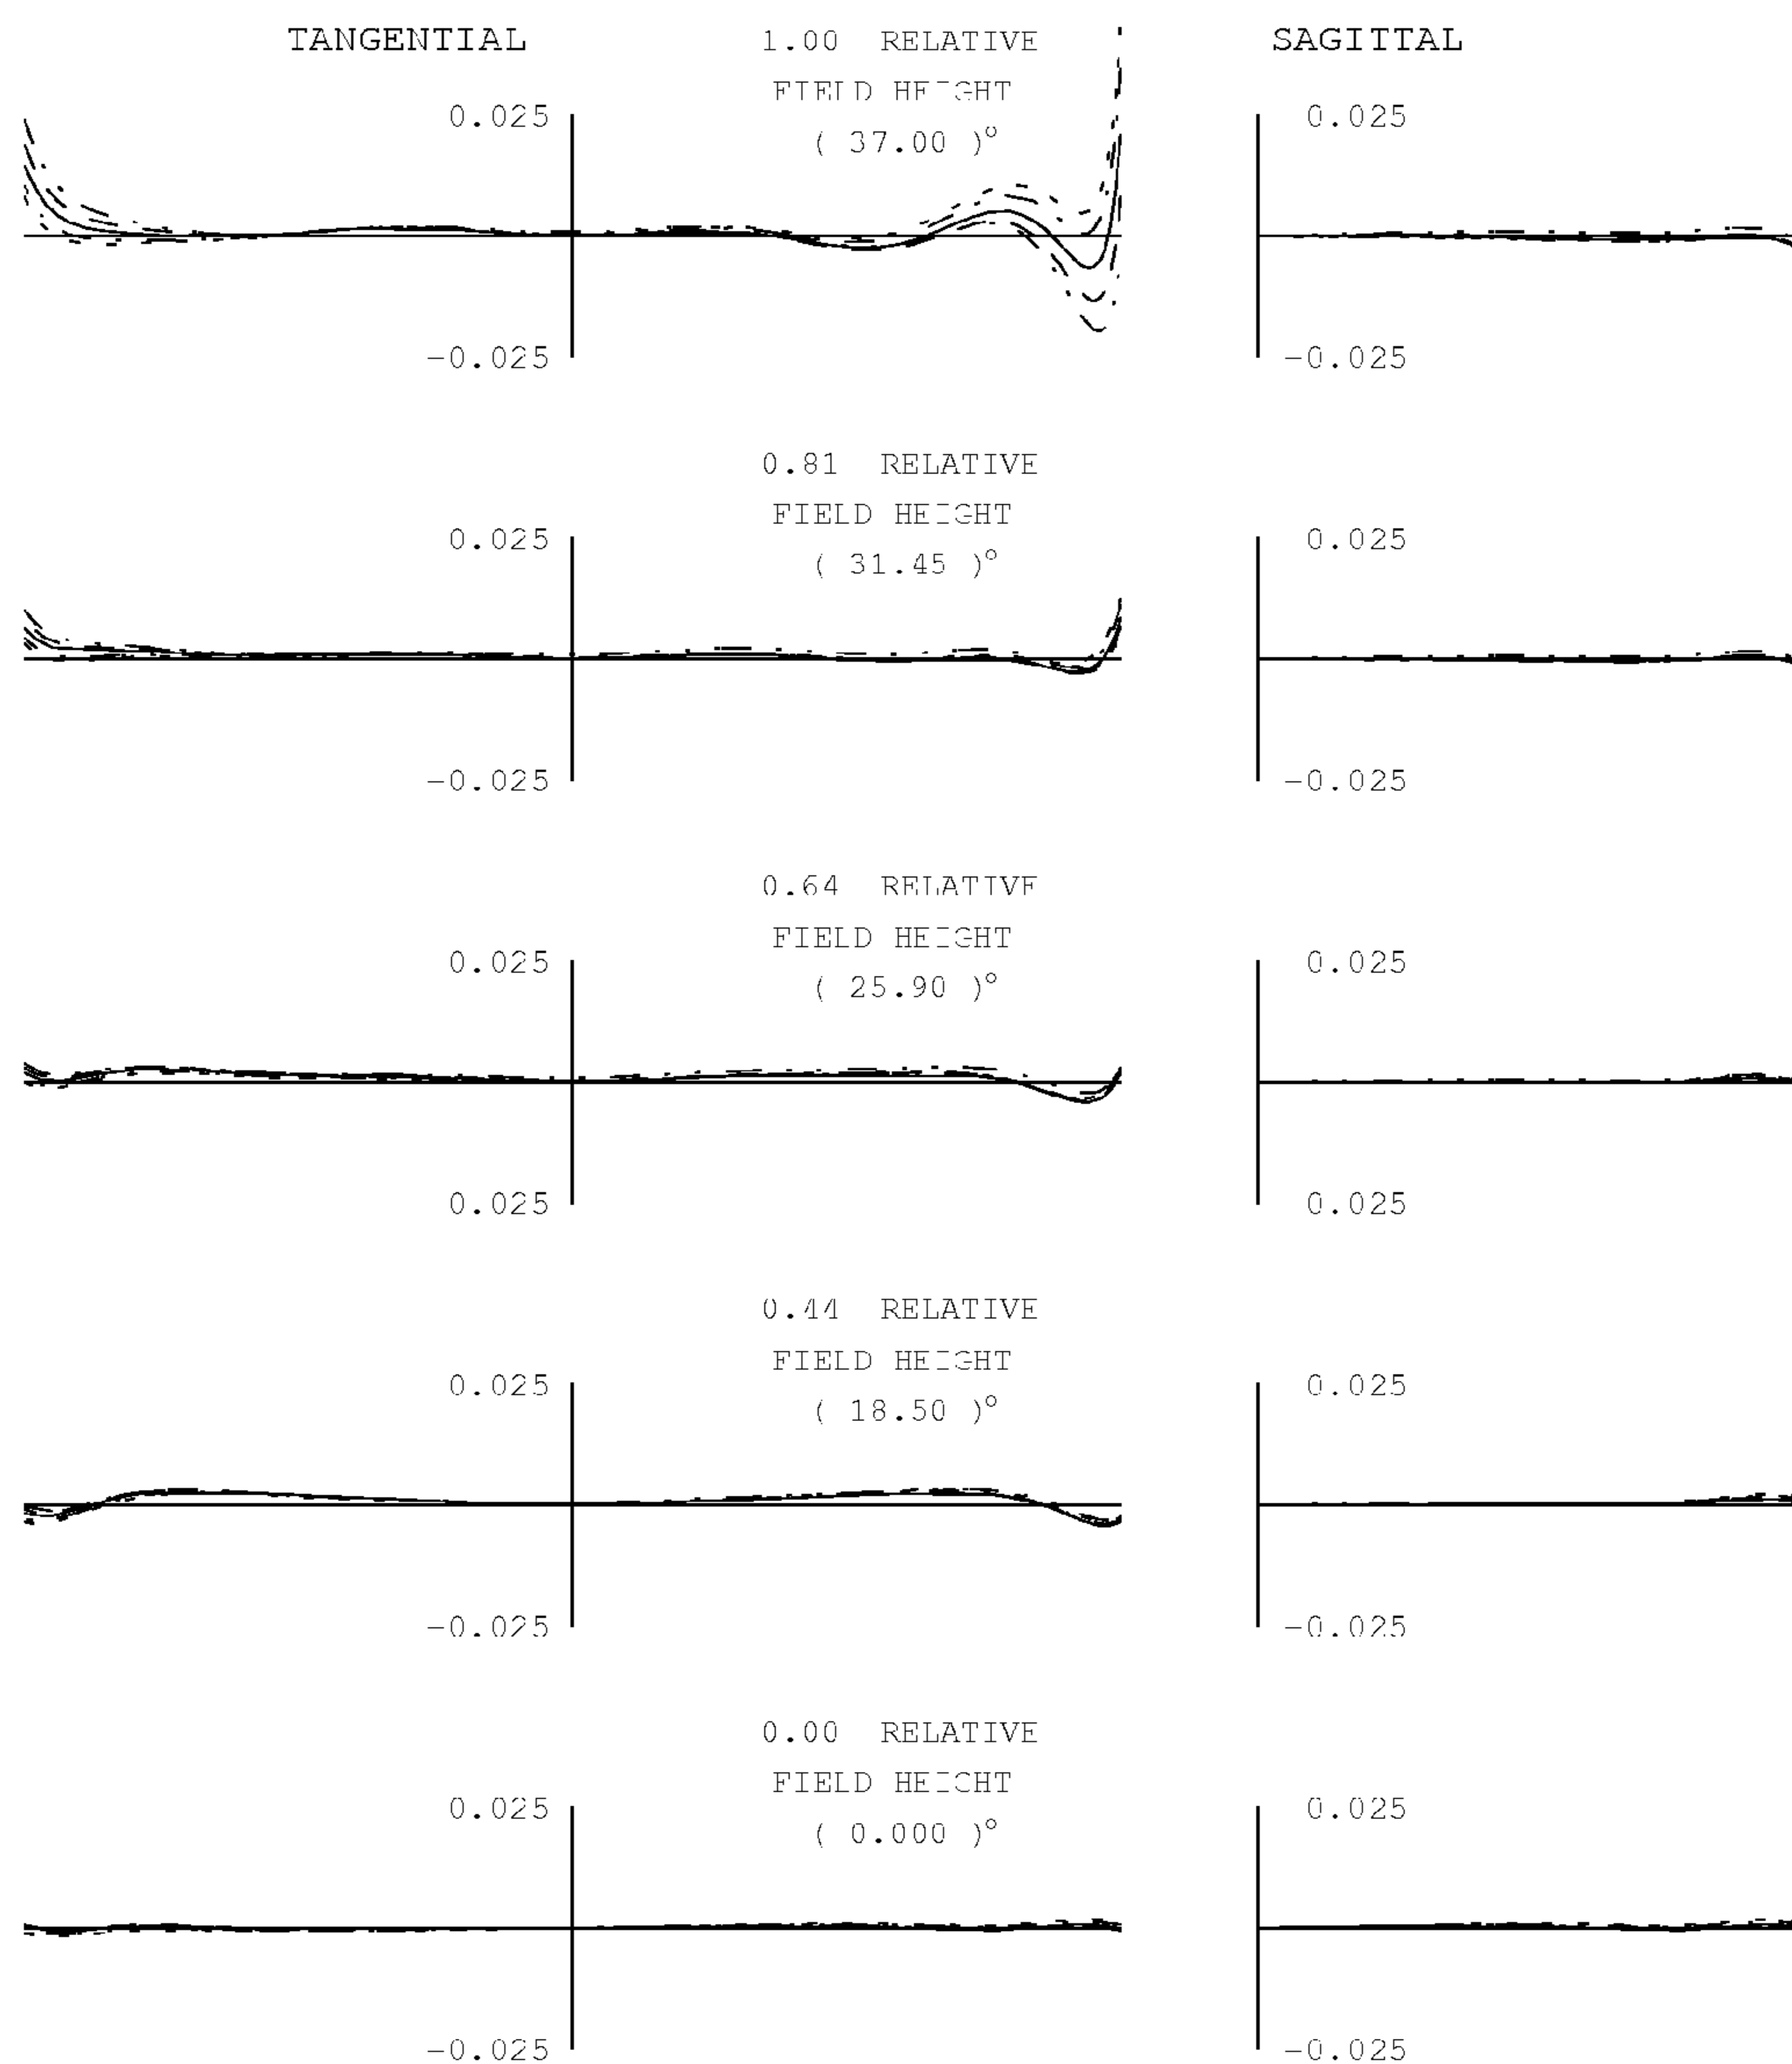 TANGENTIAL
1.00 RELATIVE
SAGITTAL
FIELD HEIGHT
0.025
0.025
( 37.00 )°
-0.025
-0.025
0.81 RELATIVE
FIELD HEIGHT
0.025
0.025
( 31.45 )°
-0.025
-0.025
0.64 RELATIVE
FIELD HEIGHT
0.025
0.025
( 25.90 )°
0.025
0.025
0.44 RELATIVE
FIELD HEIGHT
0.025
0.025
( 18.50 )°
-0.025
-0.025
0.00 RELATIVE
FIELD HEIGHT
0.025
0.025
( 0.000 )°
-0.025
-0.025